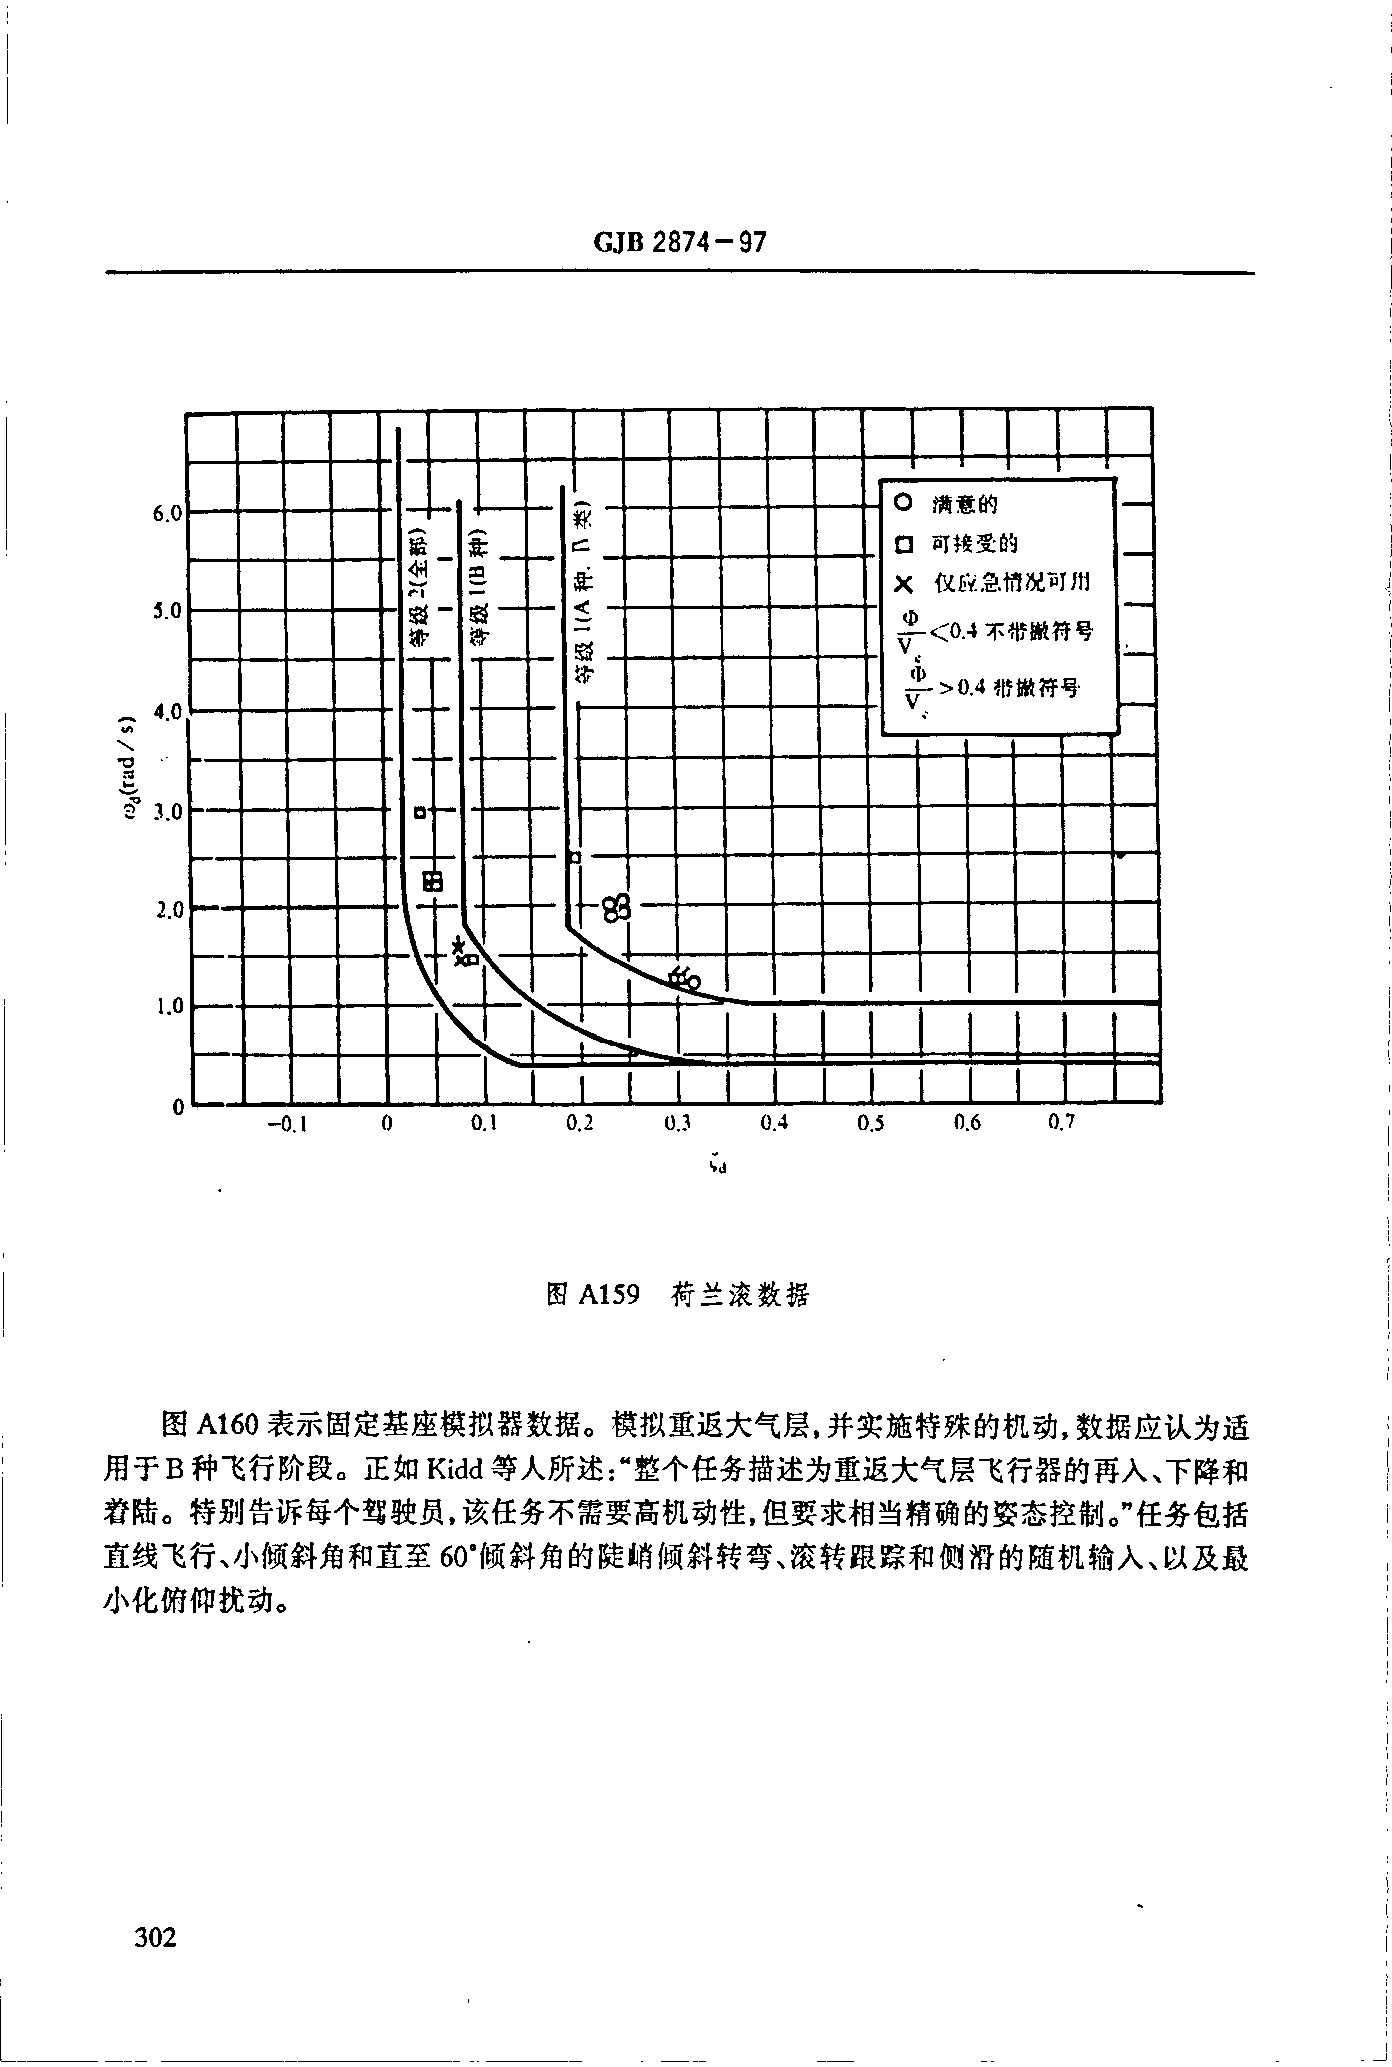 GJB 2874-97
6.0
5.0
4.0
3.0
2.0
1.0
0
ωd(rad/s)
等级 2(全部)
等级 1(B 种)
等级 1(A 种, 类)
○ 满意的
□ 可接受的
× 仅应急情况可用
Φ/V <0.4 不带撇符号
Φ/V >0.4 带撇符号
-0.1 0 0.1 0.2 0.3 0.4 0.5 0.6 0.7
ζd
图 A159 荷兰滚数据
图 A160 表示固定基座模拟器数据。模拟重返大气层,并实施特殊的机动,数据应认为适
用于 B 种飞行阶段。正如 Kidd 等人所述:“整个任务描述为重返大气层飞行器的再入、下降和
着陆。特别告诉每个驾驶员,该任务不需要高机动性,但要求相当精确的姿态控制。”任务包括
直线飞行、小倾斜角和直至 60°倾斜角的陡峭倾斜转弯、滚转跟踪和侧滑的随机输入、以及最
小化俯仰扰动。
302